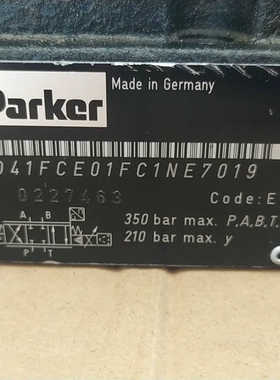 Made in Germany
Parker
D41FCE01FC1NE7019
0227463
Code:E
A B
350 bar max. P,A,B,T,
P T
210 bar max. y